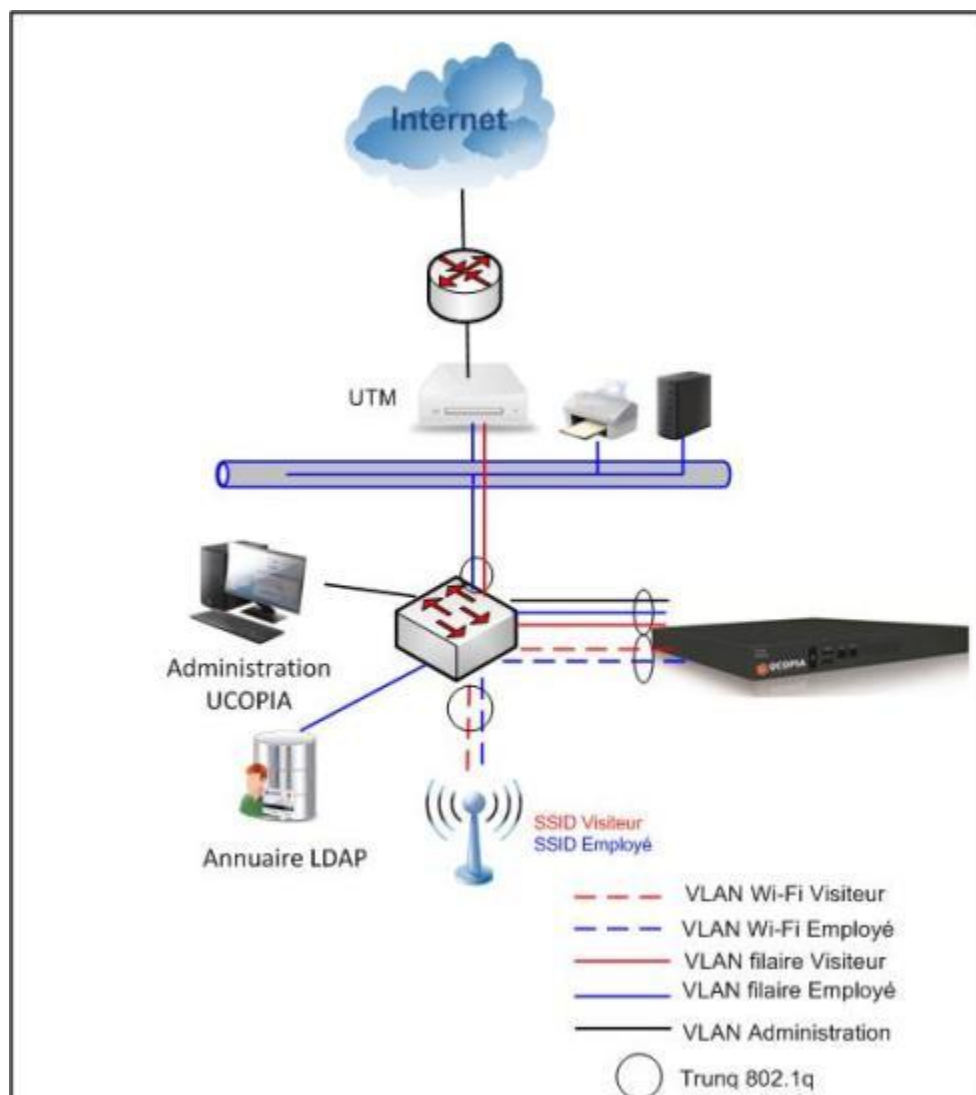 Internet
UTM
Administration
UCOPIA
UCOPIA
Annuaire LDAP
SSID Visiteur
SSID Employé
VLAN Wi-Fi Visiteur
VLAN Wi-Fi Employé
VLAN filaire Visiteur
VLAN filaire Employé
VLAN Administration
Trunq 802.1q